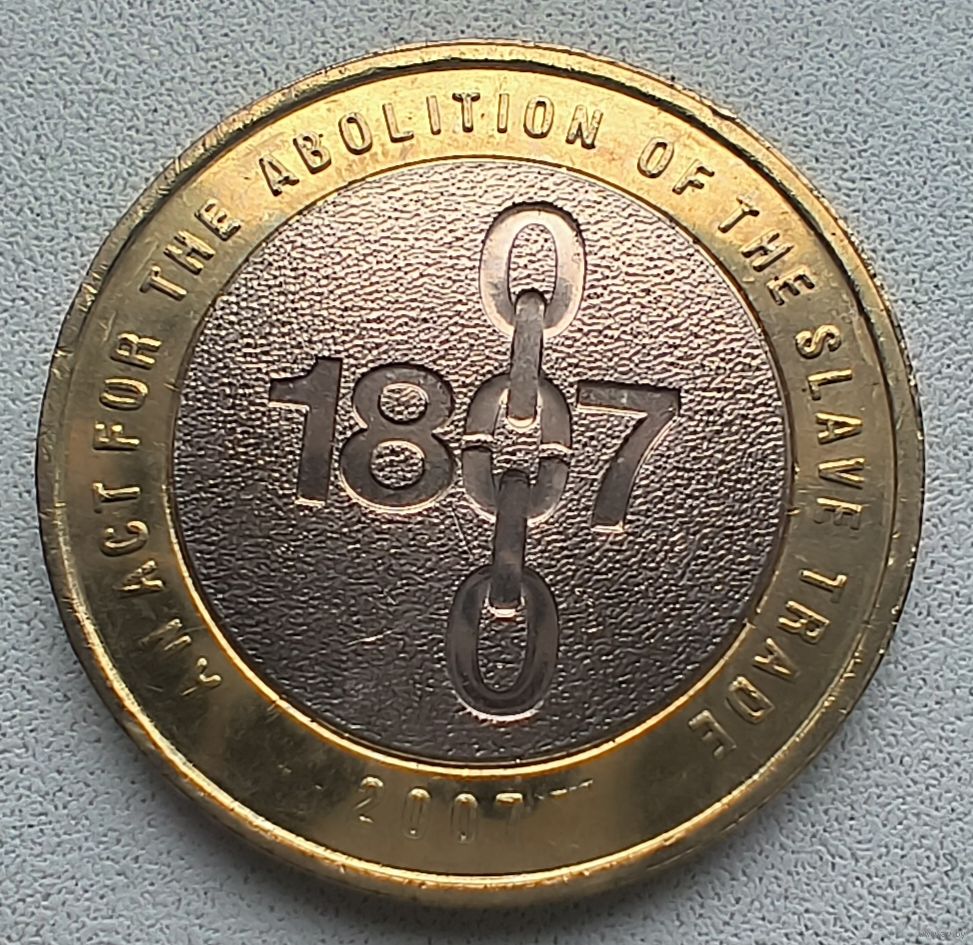 AN ACT FOR THE ABOLITION OF THE SLAVE TRADE
1807
2007